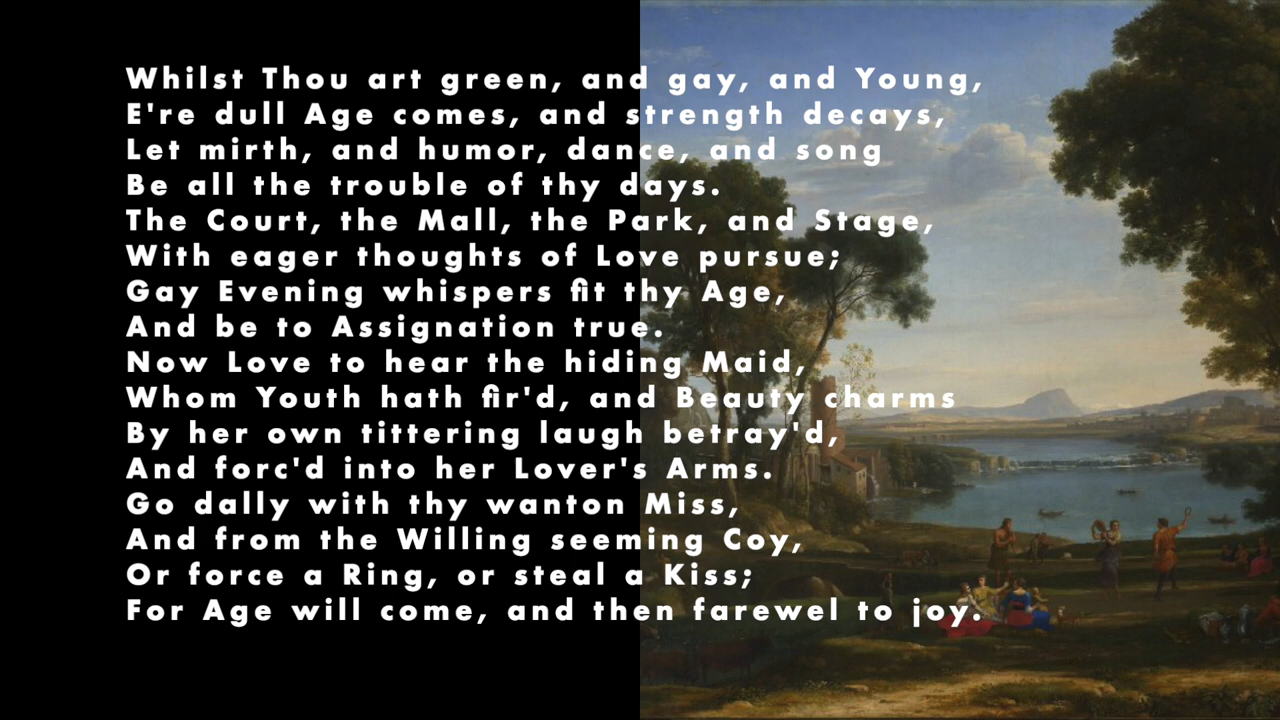 Whilst Thou art green, and gay, and Young,
E're dull Age comes, and strength decays,
Let mirth, and humor, dance, and song
Be all the trouble of thy days.
The Court, the Mall, the Park, and Stage,
With eager thoughts of Love pursue;
Gay Evening whispers fit thy Age,
And be to Assignation true.
Now Love to hear the hiding Maid,
Whom Youth hath fir'd, and Beauty charms
By her own tittering laugh betray'd,
And forc'd into her Lover's Arms.
Go dally with thy wanton Miss,
And from the Willing seeming Coy,
Or force a Ring, or steal a Kiss;
For Age will come, and then farewel to joy.